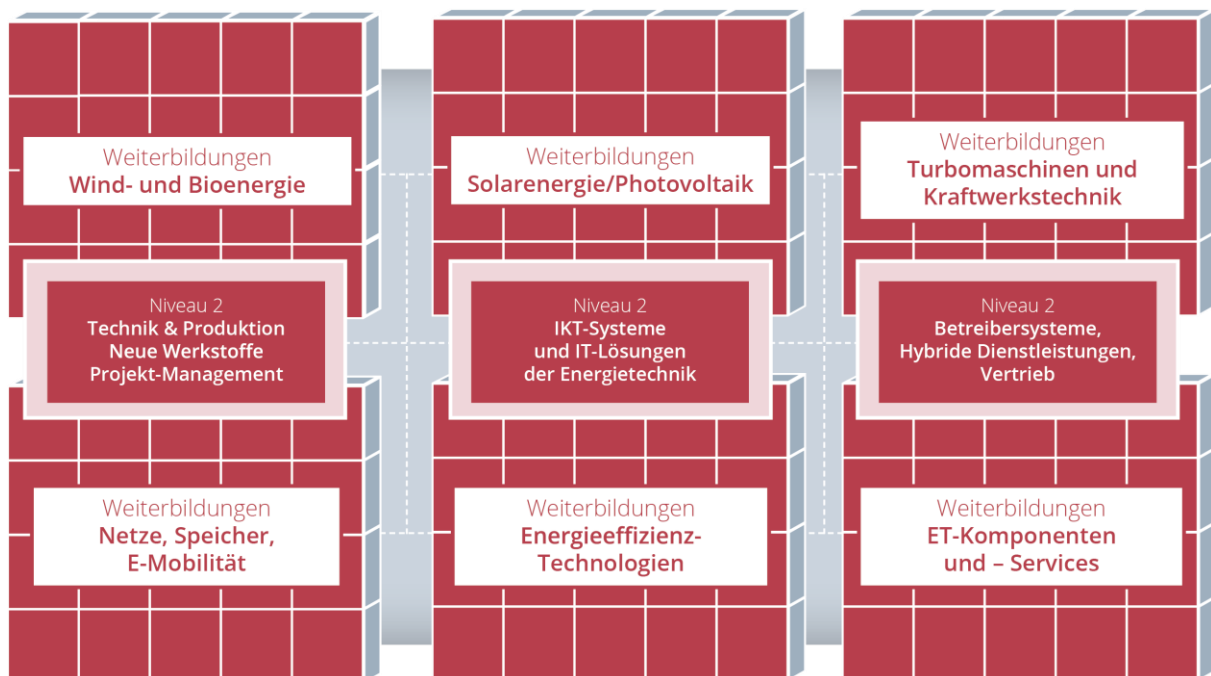 Weiterbildungen
Wind- und Bioenergie
Weiterbildungen
Solarenergie/Photovoltaik
Weiterbildungen
Turbomaschinen und
Kraftwerkstechnik
Niveau 2
Technik & Produktion
Neue Werkstoffe
Projekt-Management
Niveau 2
IKT-Systeme
und IT-Lösungen
der Energietechnik
Niveau 2
Betreibersysteme,
Hybride Dienstleistungen,
Vertrieb
Weiterbildungen
Netze, Speicher,
E-Mobilität
Weiterbildungen
Energieeffizienz-
Technologien
Weiterbildungen
ET-Komponenten
und – Services